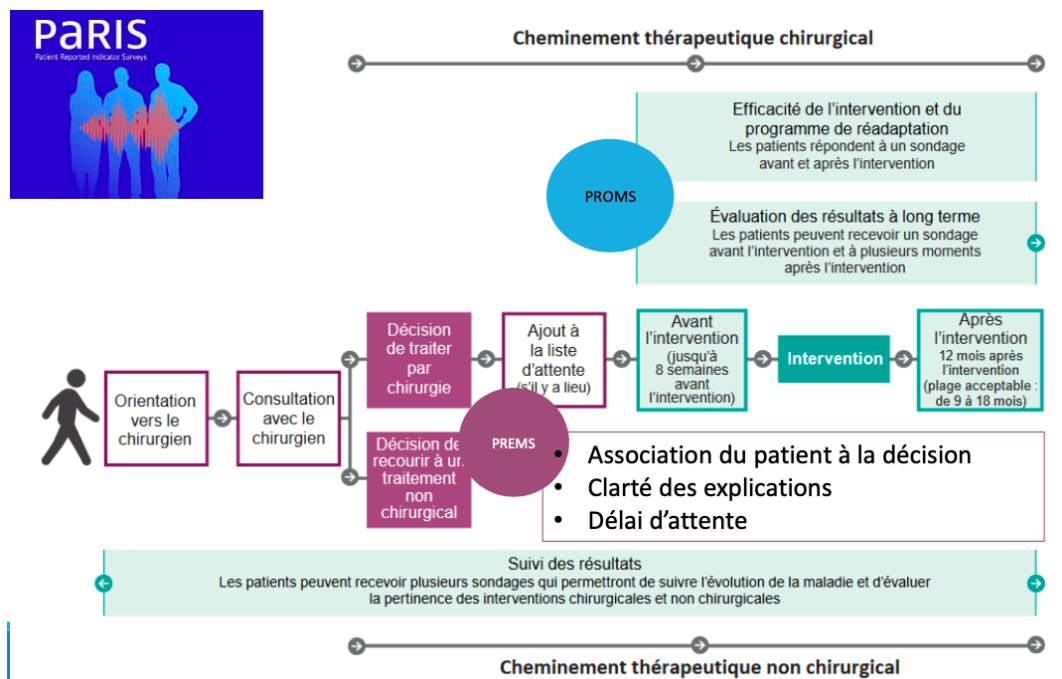 PaRIS
Patient Reported Indicator Surveys
Cheminement thérapeutique chirurgical
Efficacité de l'intervention et du
programme de réadaptation
Les patients répondent à un sondage
avant et après l'intervention
PROMS
Évaluation des résultats à long terme
Les patients peuvent recevoir un sondage
avant l'intervention et à plusieurs moments
après l'intervention
Orientation
vers le
chirurgien
Consultation
avec le
chirurgien
Décision
de traiter
par
chirurgie
Ajout à
la liste
d'attente
(s'il y a lieu)
Avant
l'intervention
(jusqu'à
8 semaines
avant
l'intervention)
Intervention
Après
l'intervention
12 mois après
l'intervention
(plage acceptable :
de 9 à 18 mois)
Décision de
recourir à un
traitement
non
chirurgical
PREMS
• Association du patient à la décision
• Clarté des explications
• Délai d'attente
Suivi des résultats
Les patients peuvent recevoir plusieurs sondages qui permettront de suivre l'évolution de la maladie et d'évaluer
la pertinence des interventions chirurgicales et non chirurgicales
Cheminement thérapeutique non chirurgical